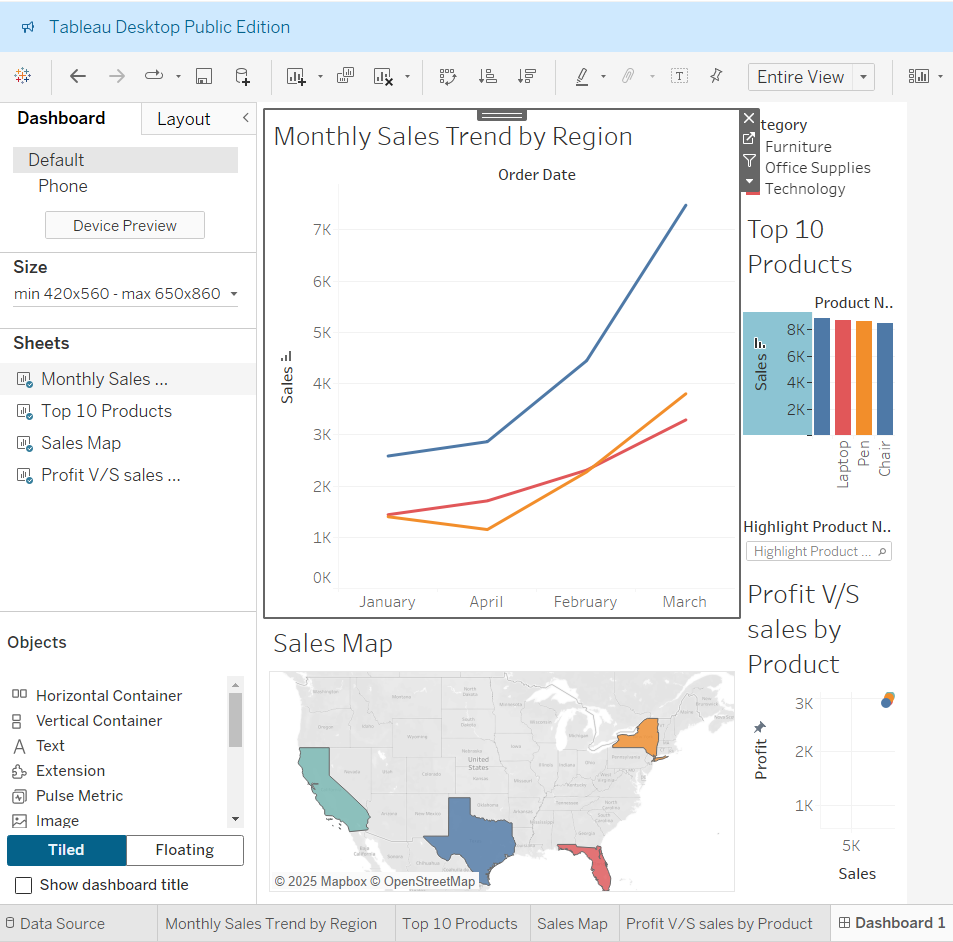 Tableau Desktop Public Edition
Entire View
Dashboard
Layout
Default
Phone
Device Preview
Size
min 420x560 - max 650x860
Sheets
Monthly Sales ...
Top 10 Products
Sales Map
Profit V/S sales ...
Objects
Horizontal Container
Vertical Container
Text
Extension
Pulse Metric
Image
Tiled
Floating
Show dashboard title
Monthly Sales Trend by Region
Order Date
Sales
7K
6K
5K
4K
3K
2K
1K
0K
January
April
February
March
Sales Map
United
States
© 2025 Mapbox © OpenStreetMap
tegory
Furniture
Office Supplies
Technology
Top 10
Products
Product N..
Sales
8K
6K
4K
2K
Laptop
Pen
Chair
Highlight Product N..
Highlight Product ...
Profit V/S
sales by
Product
Profit
3K
2K
1K
5K
Sales
Data Source
Monthly Sales Trend by Region
Top 10 Products
Sales Map
Profit V/S sales by Product
Dashboard 1